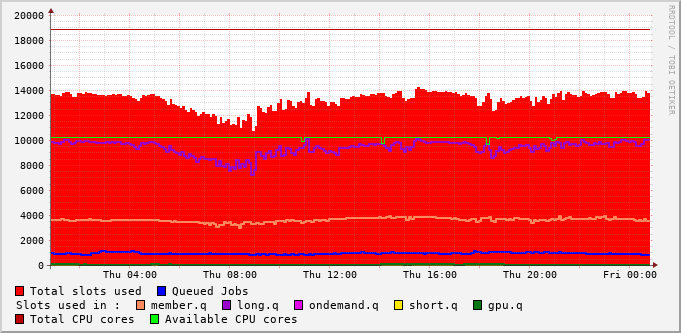 RRDTOOL / TOBI OETIKER
20000
18000
16000
14000
12000
10000
8000
6000
4000
2000
0
Thu 04:00 Thu 08:00 Thu 12:00 Thu 16:00 Thu 20:00 Fri 00:00
Total slots used Queued Jobs
Slots used in : member.q long.q ondemand.q short.q gpu.q
Total CPU cores Available CPU cores